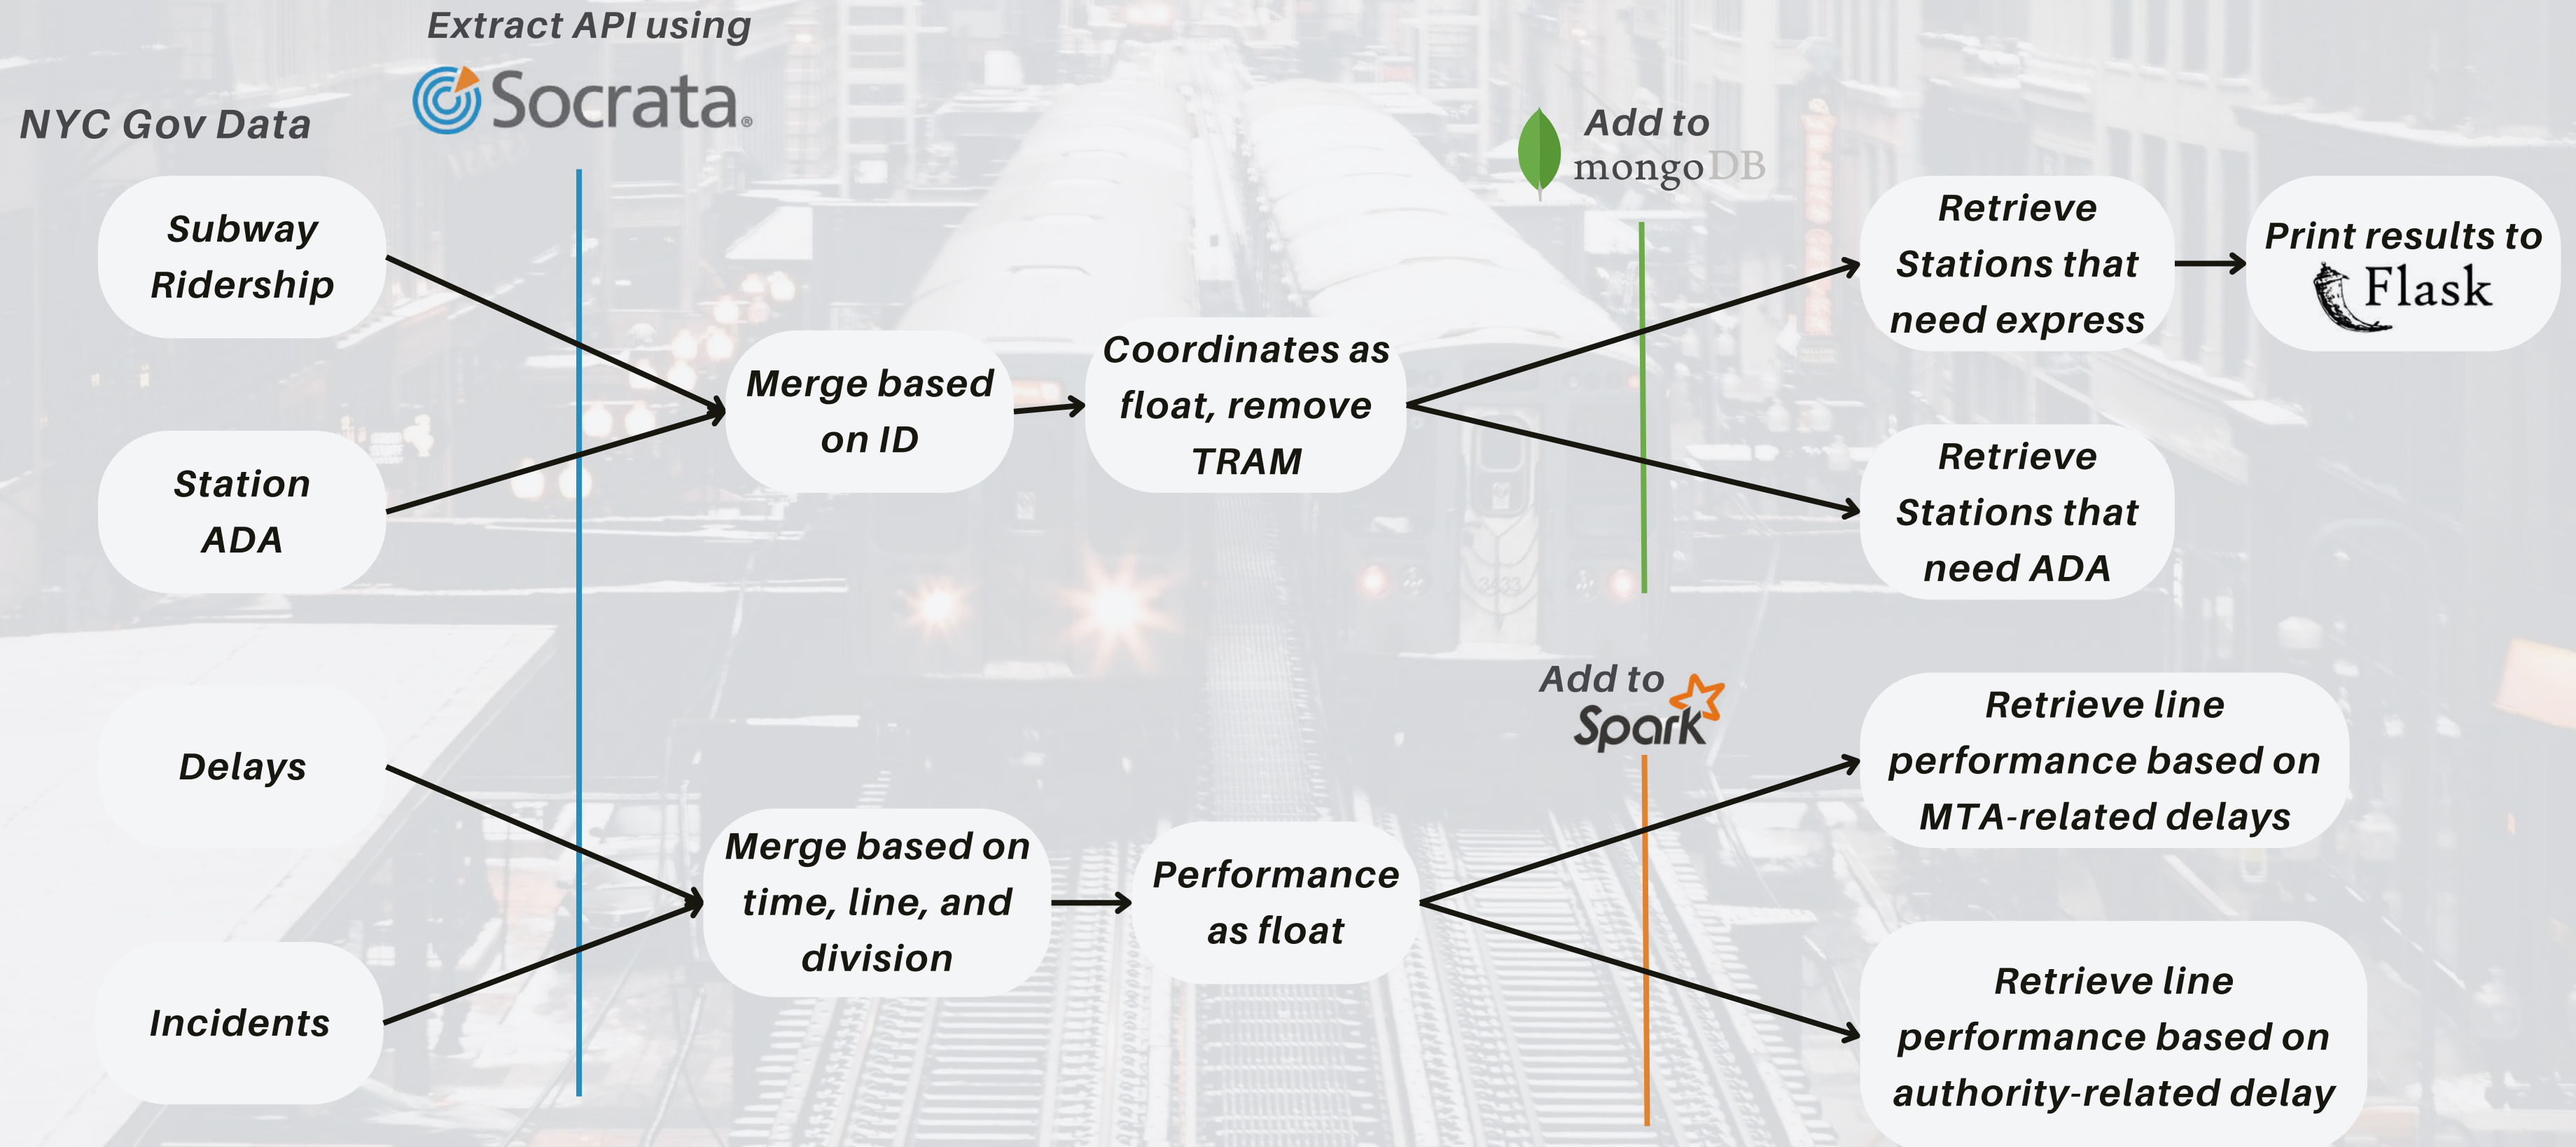 Extract API using
Socrata®
NYC Gov Data
Subway
Ridership
Station
ADA
Delays
Incidents
Merge based
on ID
Coordinates as
float, remove
TRAM
Merge based on
time, line, and
division
Performance
as float
Add to
mongoDB
Add to
Spark
Retrieve
Stations that
need express
Print results to
Flask
Retrieve
Stations that
need ADA
Retrieve line
performance based on
MTA-related delays
Retrieve line
performance based on
authority-related delay
3433